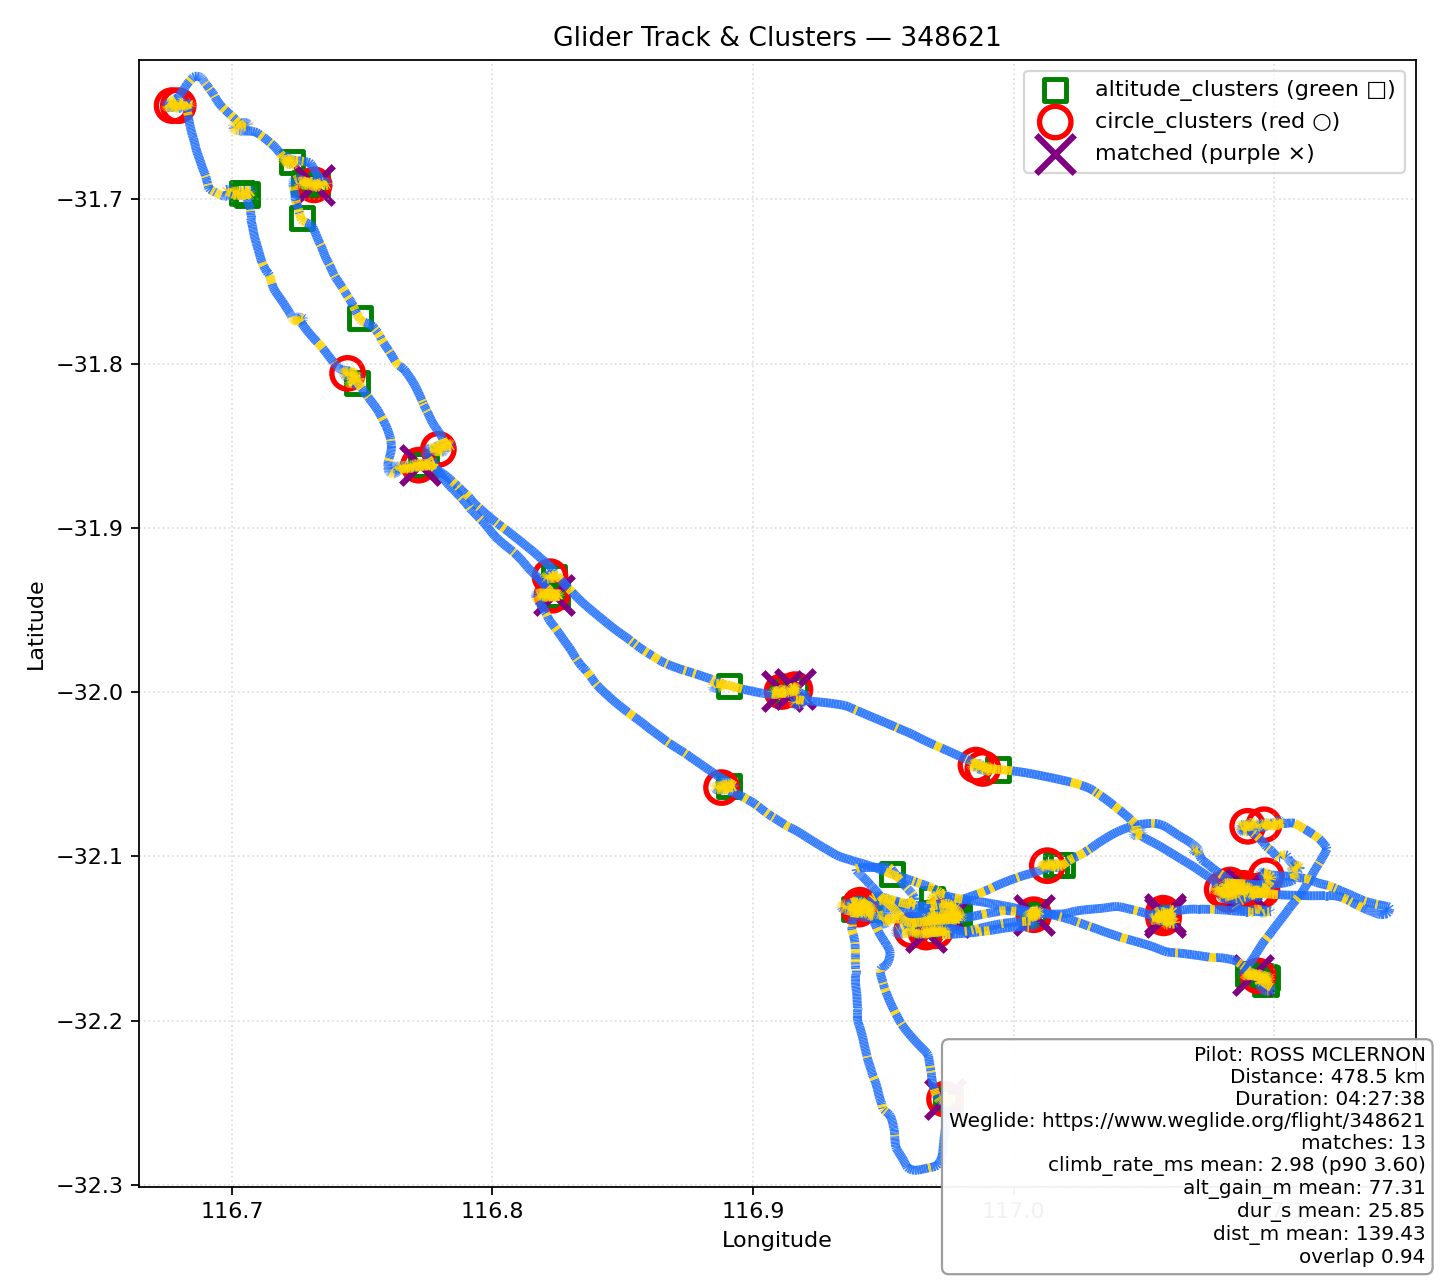 Glider Track & Clusters — 348621
altitude_clusters (green □)
circle_clusters (red ○)
matched (purple ×)
−31.7
−31.8
−31.9
−32.0
−32.1
−32.2
−32.3
Latitude
116.7
116.8
116.9
117.0
Longitude
Pilot: ROSS MCLERNON
Distance: 478.5 km
Duration: 04:27:38
Weglide: https://www.weglide.org/flight/348621
matches: 13
climb_rate_ms mean: 2.98 (p90 3.60)
alt_gain_m mean: 77.31
dur_s mean: 25.85
dist_m mean: 139.43
overlap 0.94